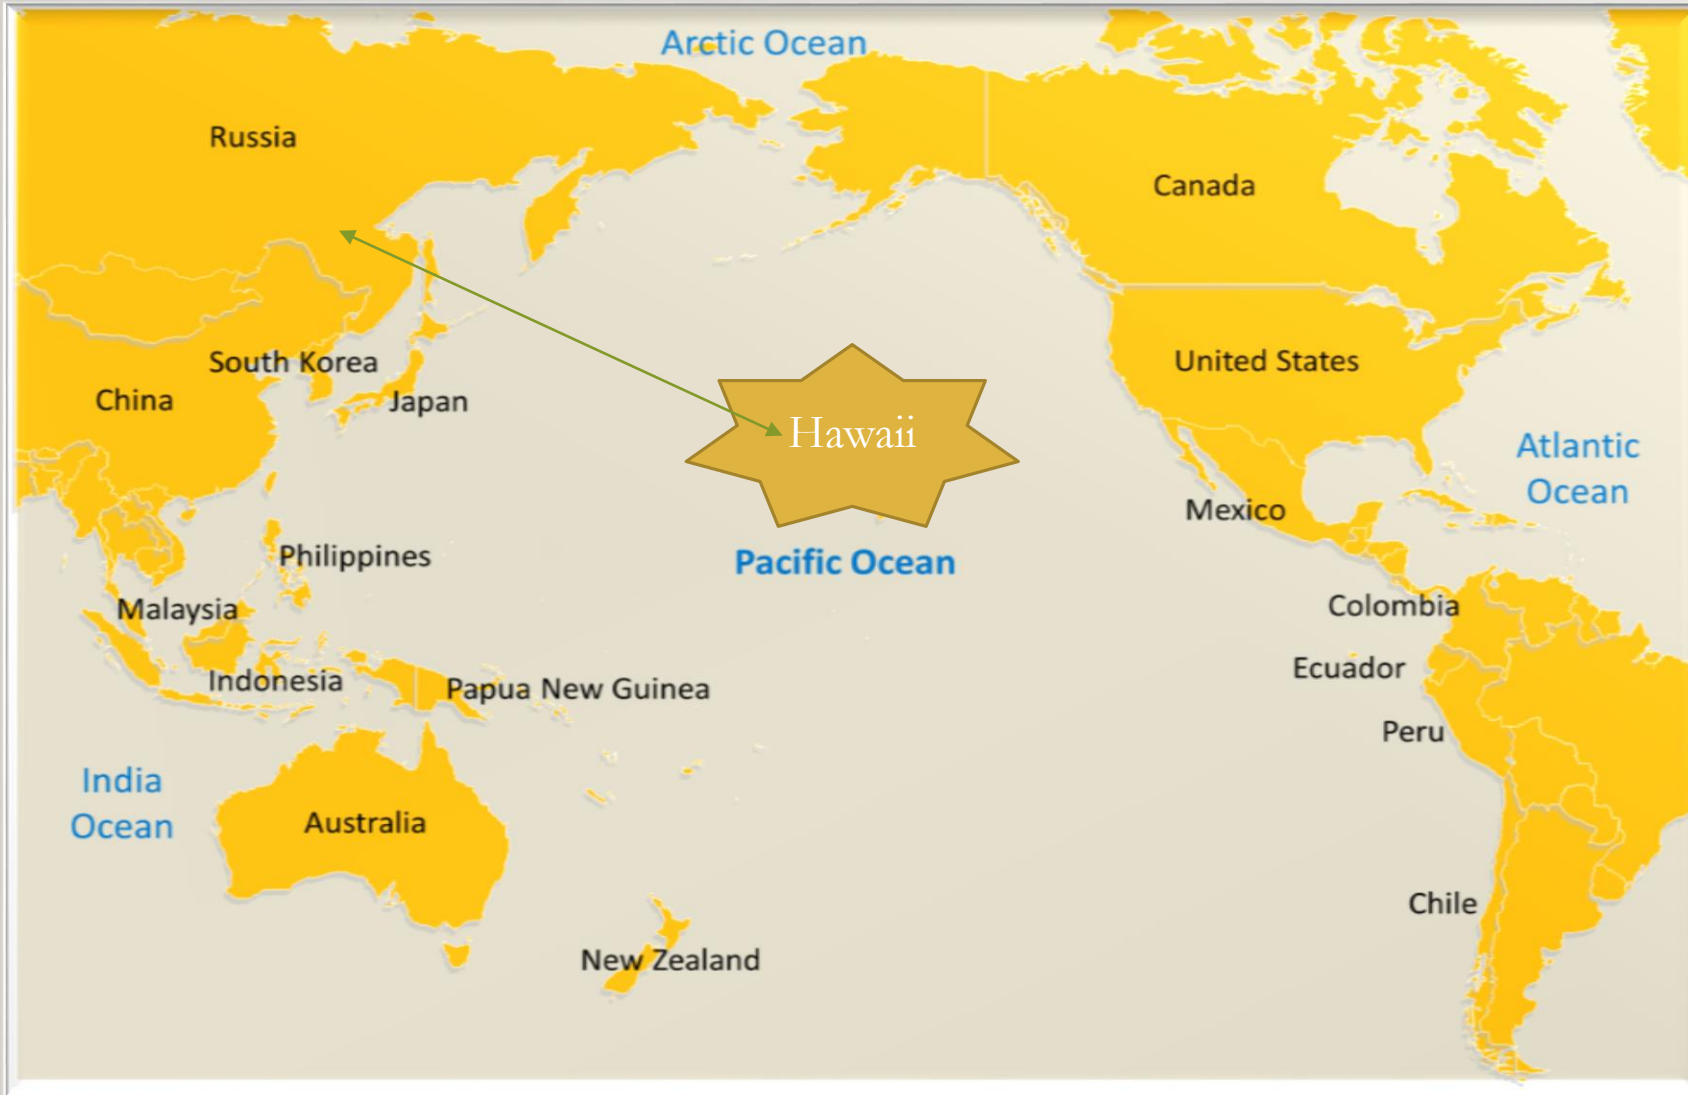 Arctic Ocean
Russia
Canada
South Korea
United States
China
Japan
Hawaii
Atlantic
Ocean
Mexico
Philippines
Pacific Ocean
Malaysia
Colombia
Indonesia
Papua New Guinea
Ecuador
Peru
India
Ocean
Australia
Chile
New Zealand